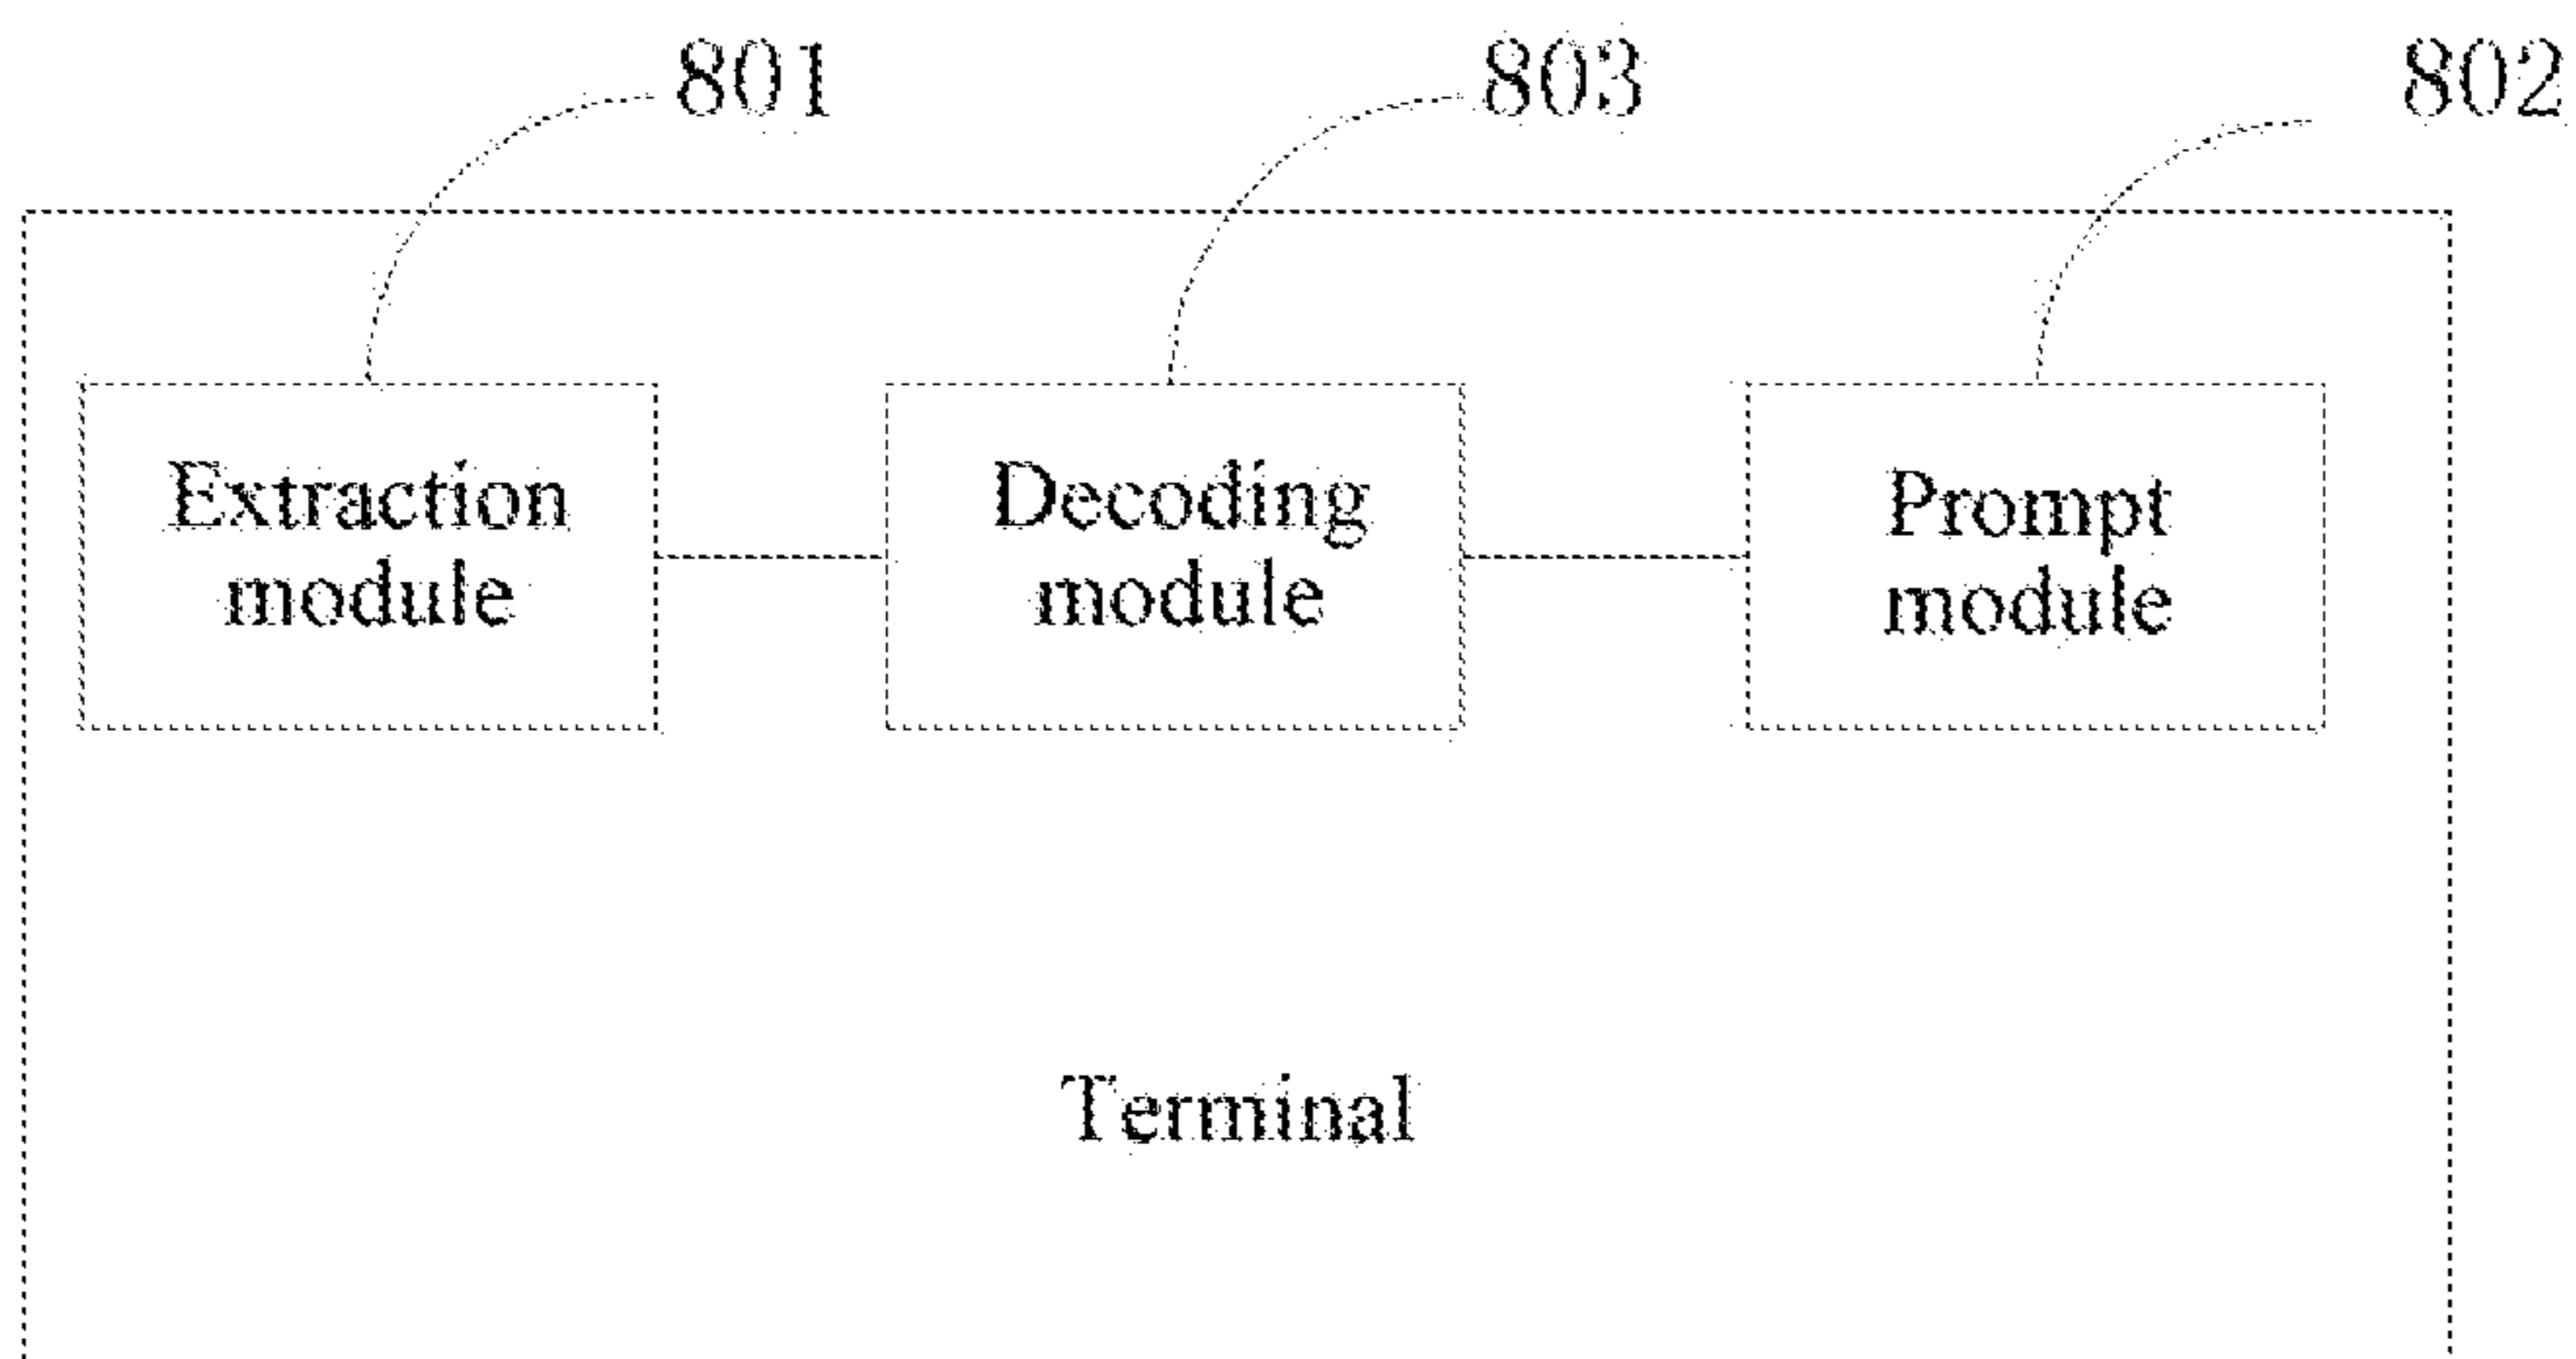 801
803
802
Extraction
module
Decoding
module
Prompt
module
Terminal